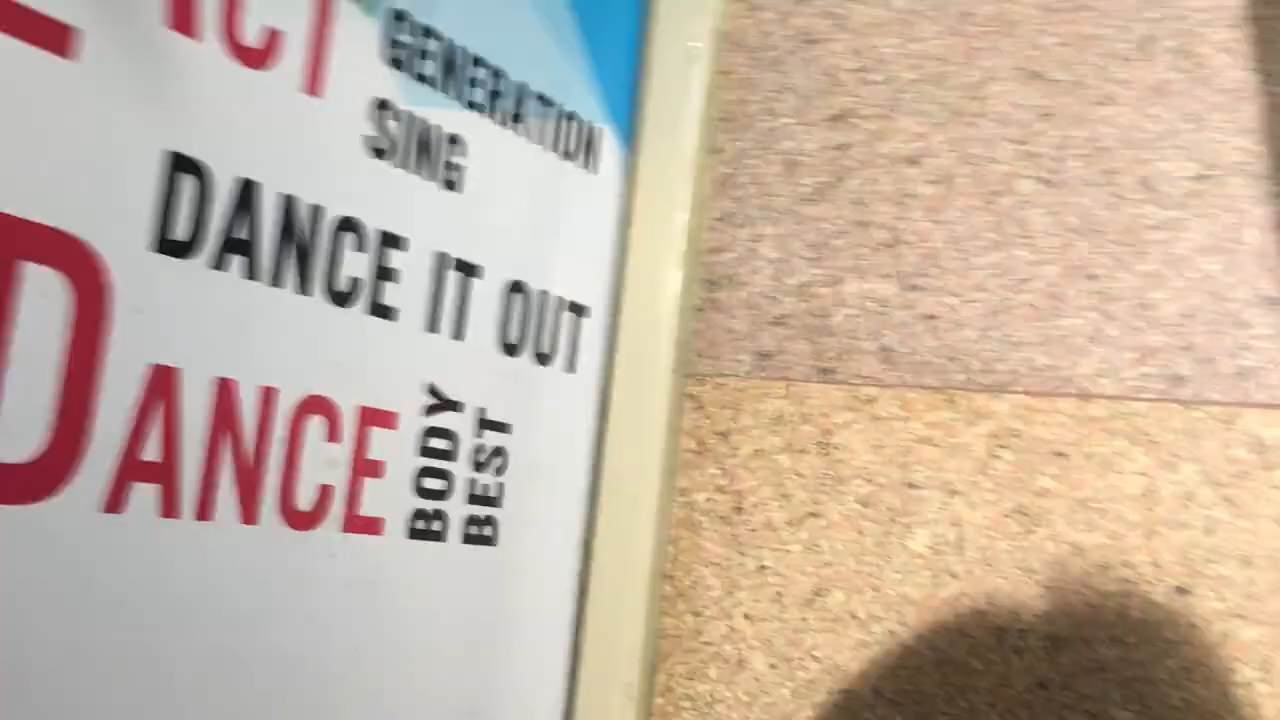 GENERATION
SING
DANCE IT OUT
DANCE
BODY
BEST